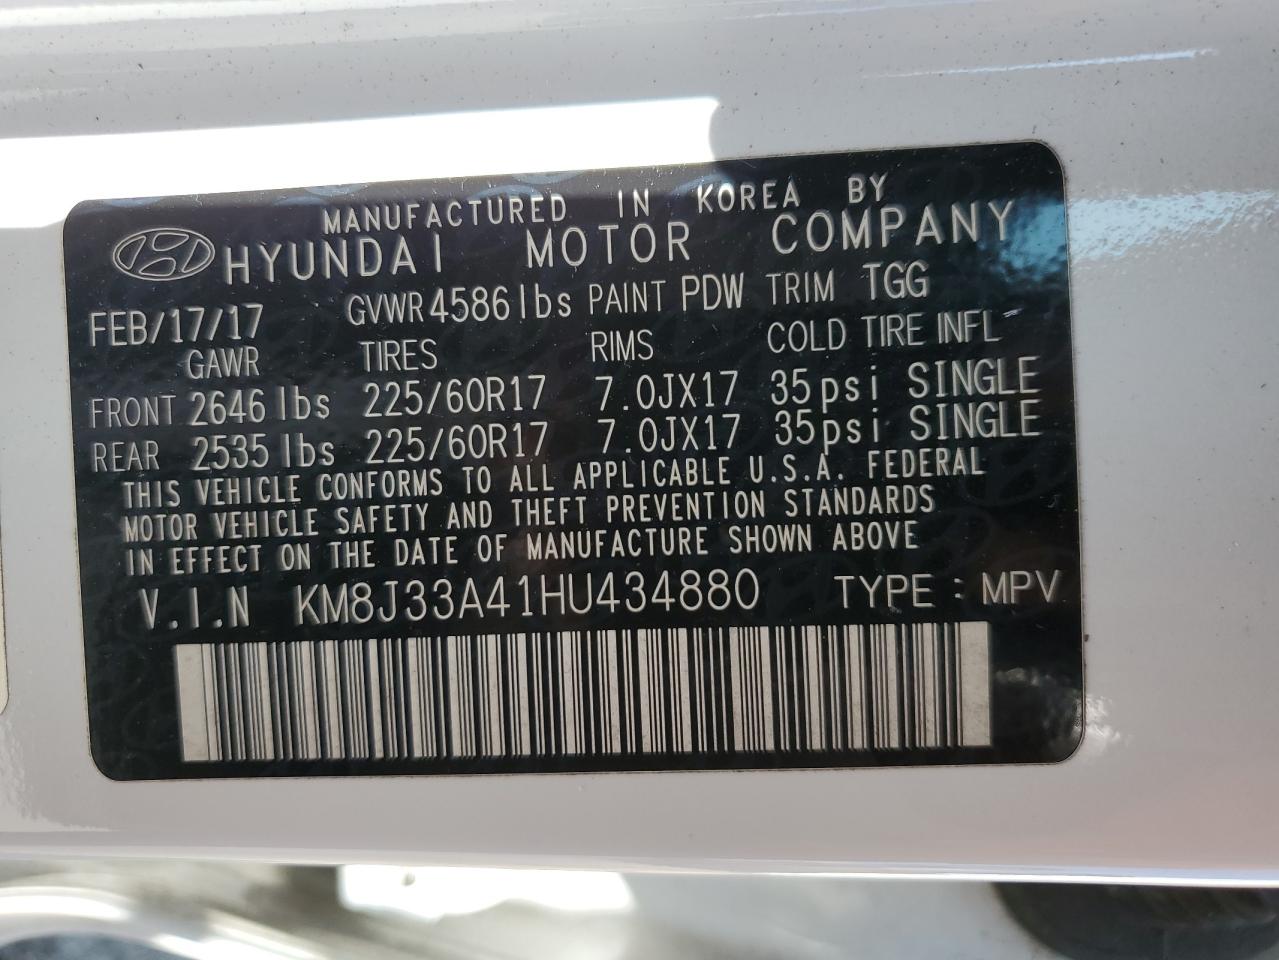 MANUFACTURED IN KOREA BY
HYUNDAI MOTOR COMPANY
FEB/17/17 GVWR 4586 lbs PAINT PDW TRIM TGG
GAWR TIRES RIMS COLD TIRE INFL
FRONT 2646 lbs 225/60R17 7.0JX17 35psi SINGLE
REAR 2535 lbs 225/60R17 7.0JX17 35psi SINGLE
THIS VEHICLE CONFORMS TO ALL APPLICABLE U.S.A. FEDERAL
MOTOR VEHICLE SAFETY AND THEFT PREVENTION STANDARDS
IN EFFECT ON THE DATE OF MANUFACTURE SHOWN ABOVE
V.I.N KM8J33A41HU434880 TYPE : MPV